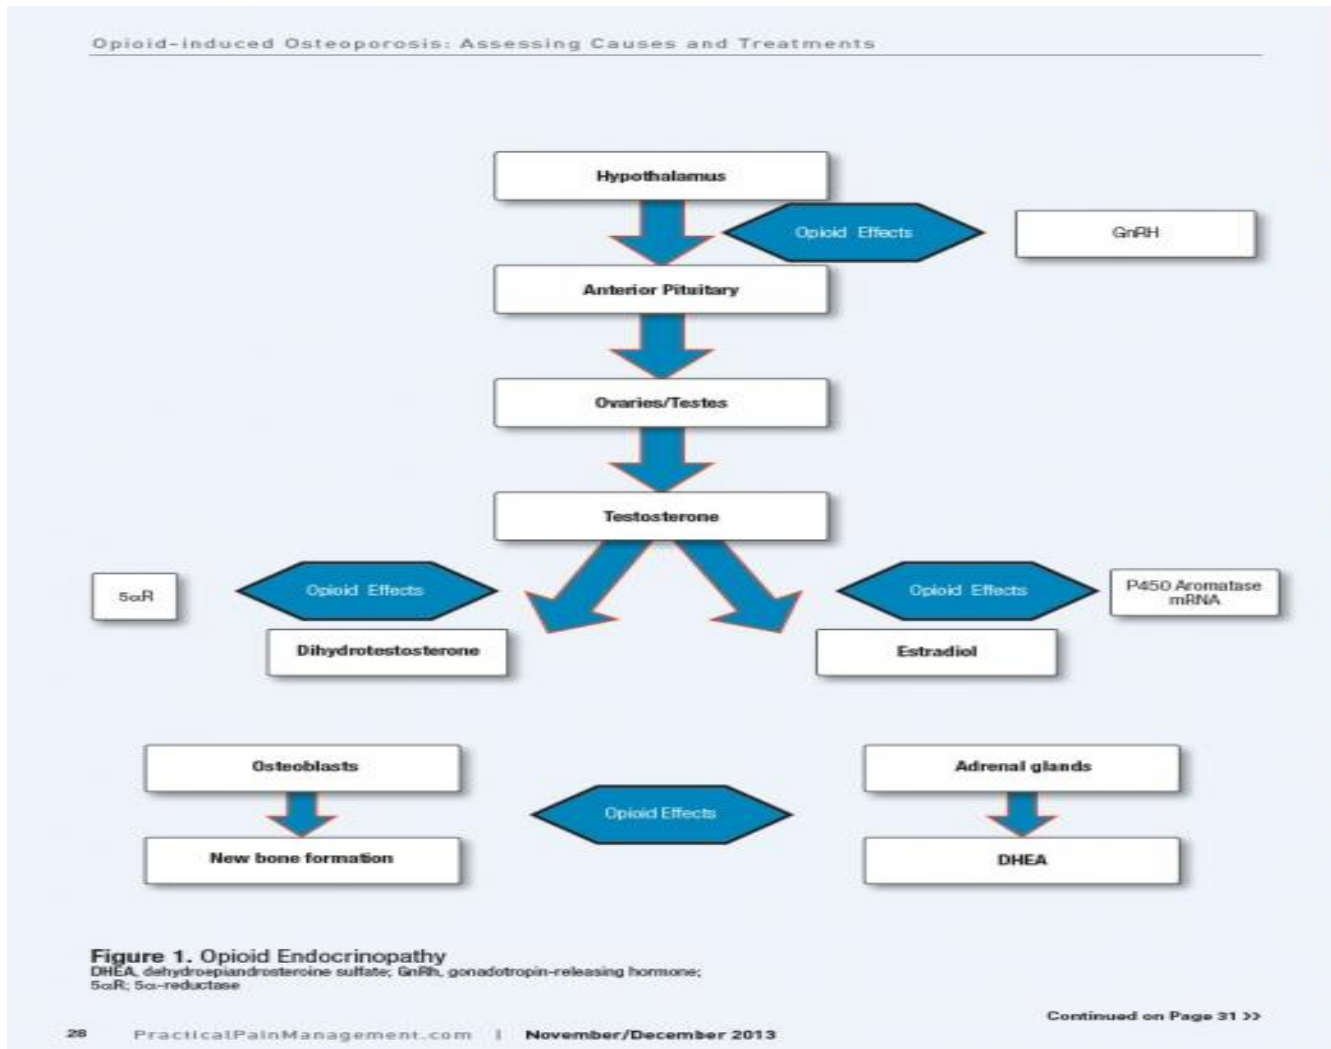 Opioid-induced Osteoporosis: Assessing Causes and Treatments
Hypothalamus
Opioid Effects
GnRH
Anterior Pituitary
Ovaries/Testes
Testosterone
5αR
Opioid Effects
Opioid Effects
P450 Aromatase
mRNA
Dihydrotestosterone
Estradiol
Osteoblasts
Adrenal glands
Opioid Effects
New bone formation
DHEA
Figure 1. Opioid Endocrinopathy
DHEA, dehydroepiandrosteroine sulfate; GnRh, gonadotropin-releasing hormone;
5αR; 5α-reductase
Continued on Page 31 >>
28 PracticalPainManagement.com | November/December 2013